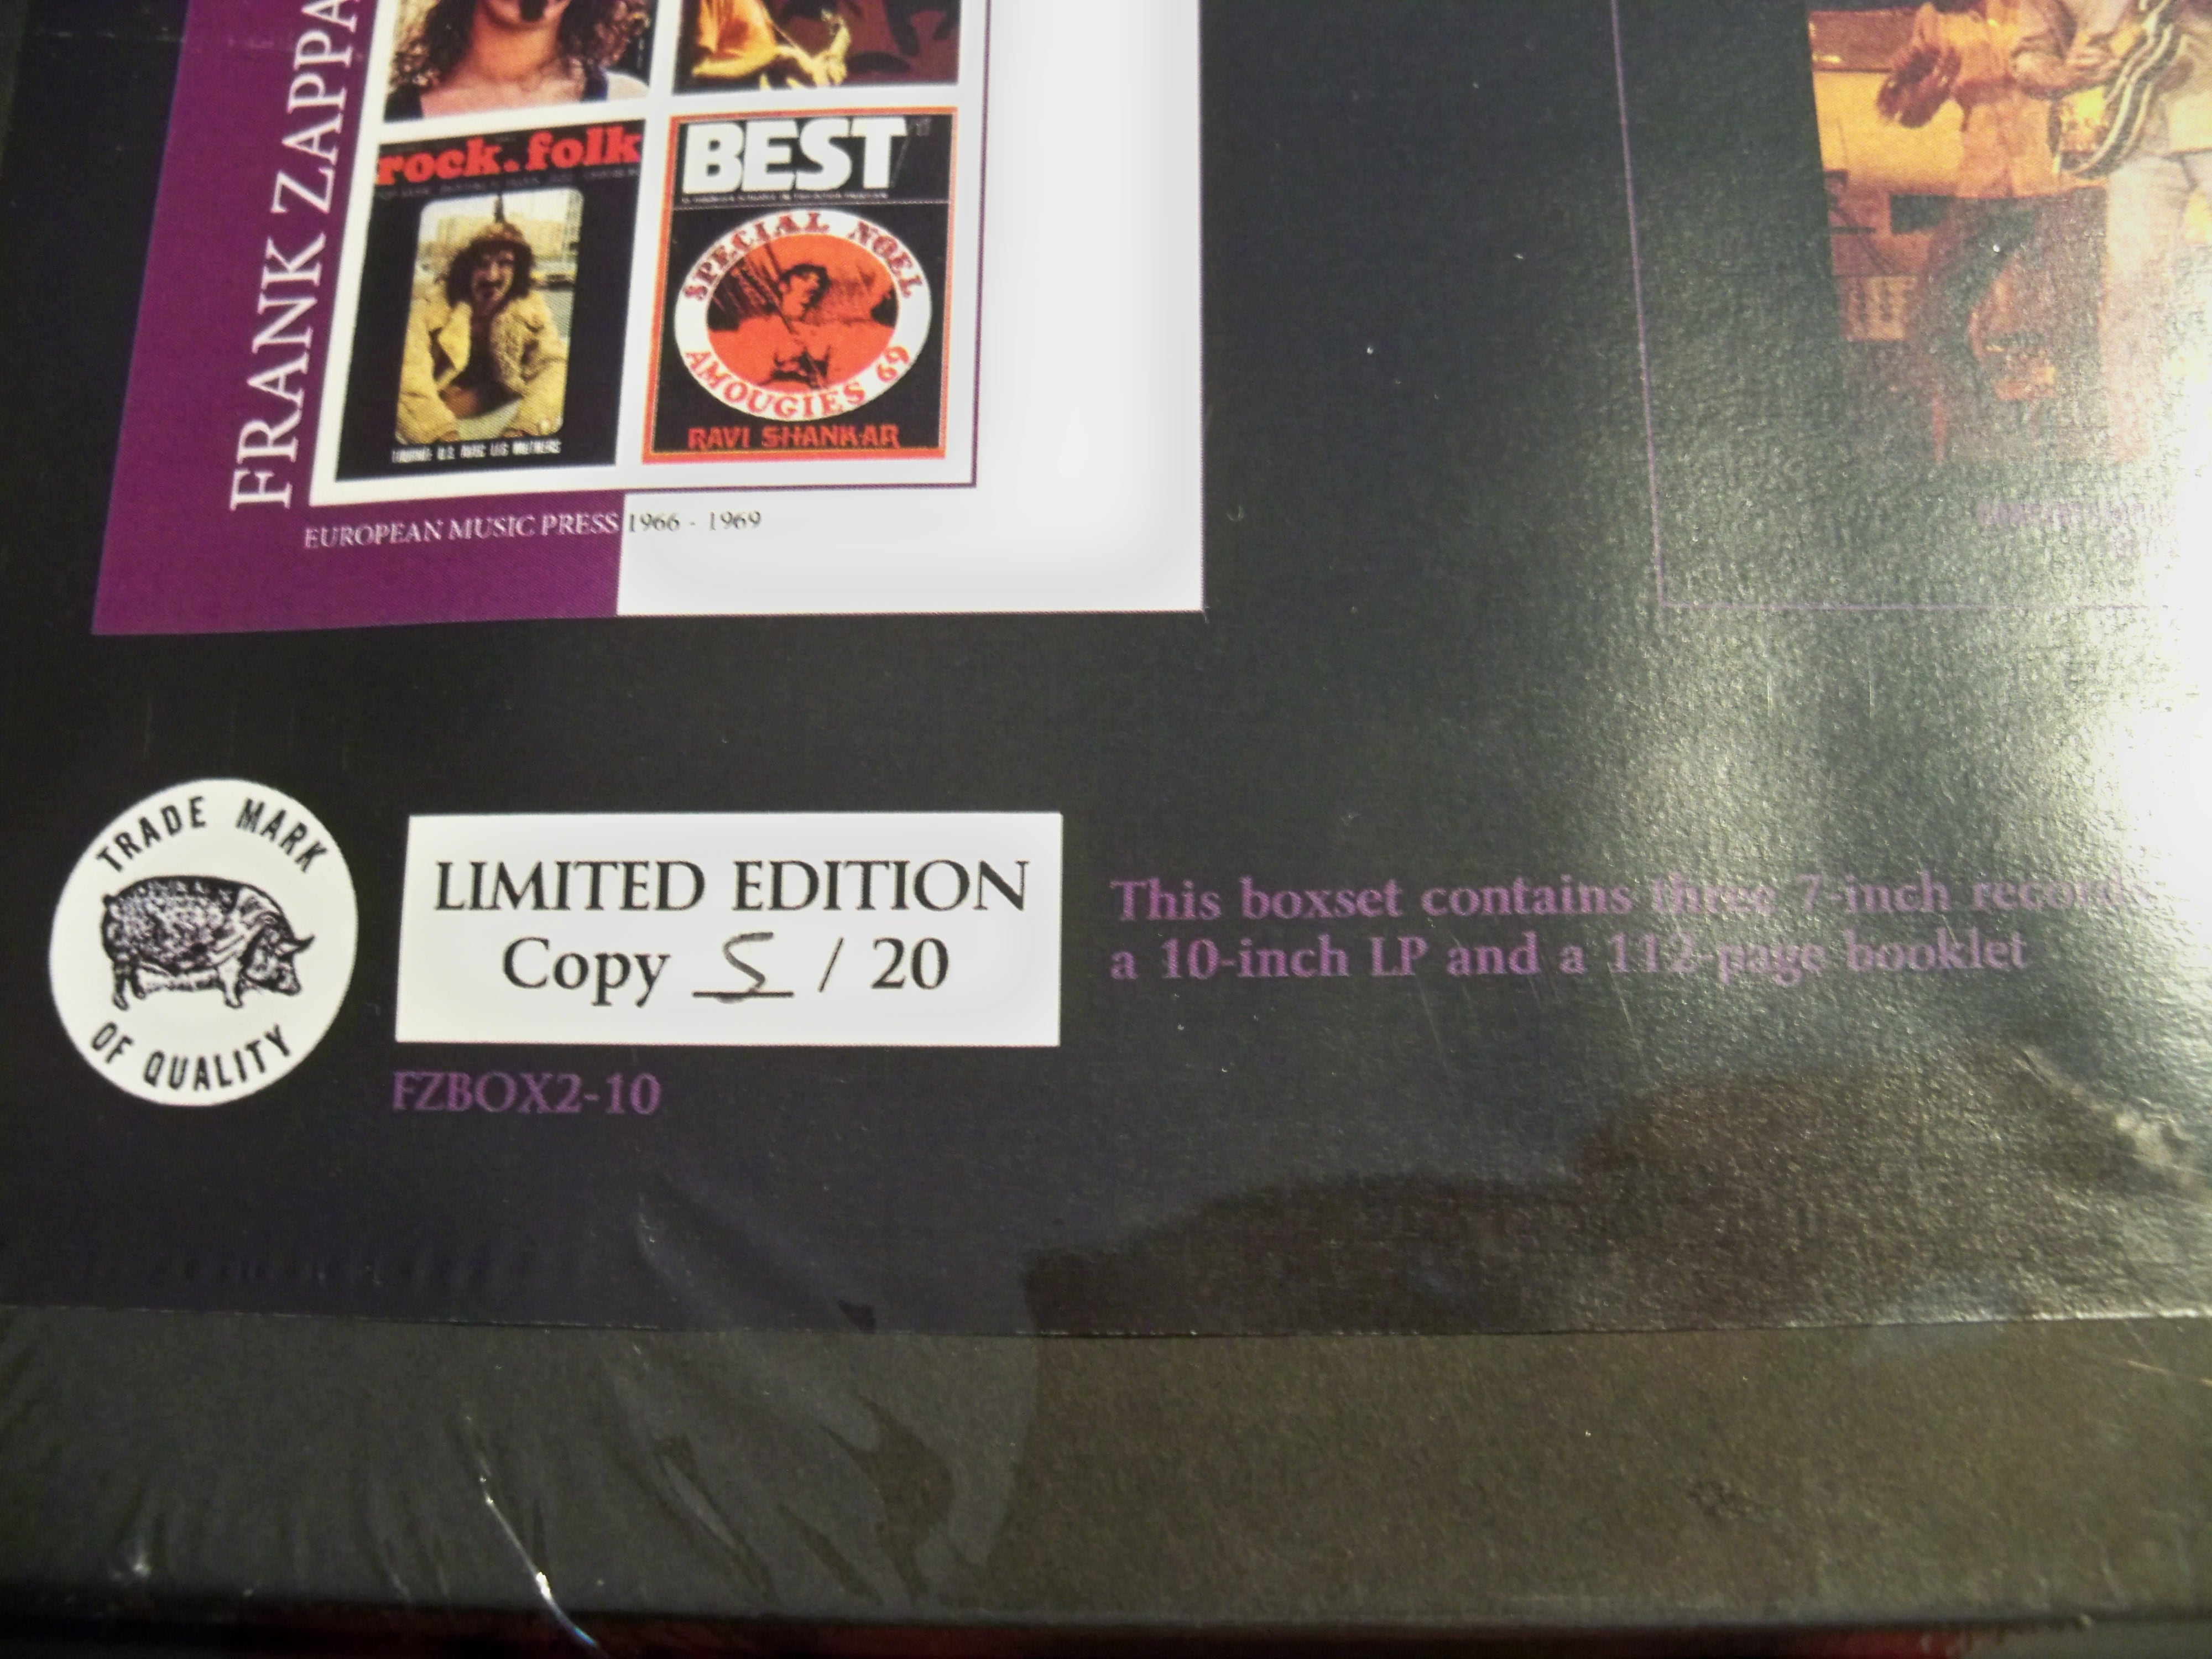 FRANK ZAPPA
rock.folk
BEST
SPECIAL NOEL
AMOUGIES 69
RAVI SHANKAR
EUROPEAN MUSIC PRESS 1966 - 1969
TRADE MARK
OF QUALITY
LIMITED EDITION
Copy 5 / 20
FZBOX2-10
This boxset contains three 7-inch records
a 10-inch LP and a 112-page booklet